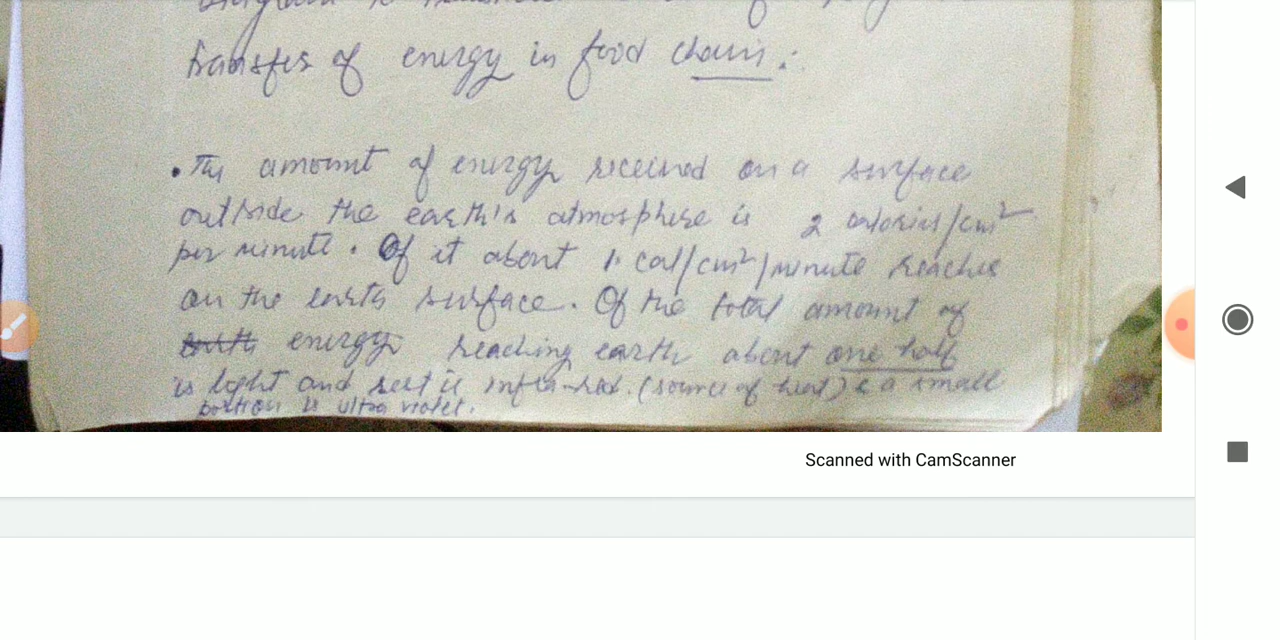 transfer of energy in food chain :
• The amount of energy received on a surface
outside the earth's atmosphere is 2 calories/cm²
per minute. Of it about 1 cal/cm²/minute reaches
on the earth surface. Of the total amount of
energy reaching earth about one half
is light and rest is infra-red. (source of heat) & a small
portion is ultra violet.
Scanned with CamScanner